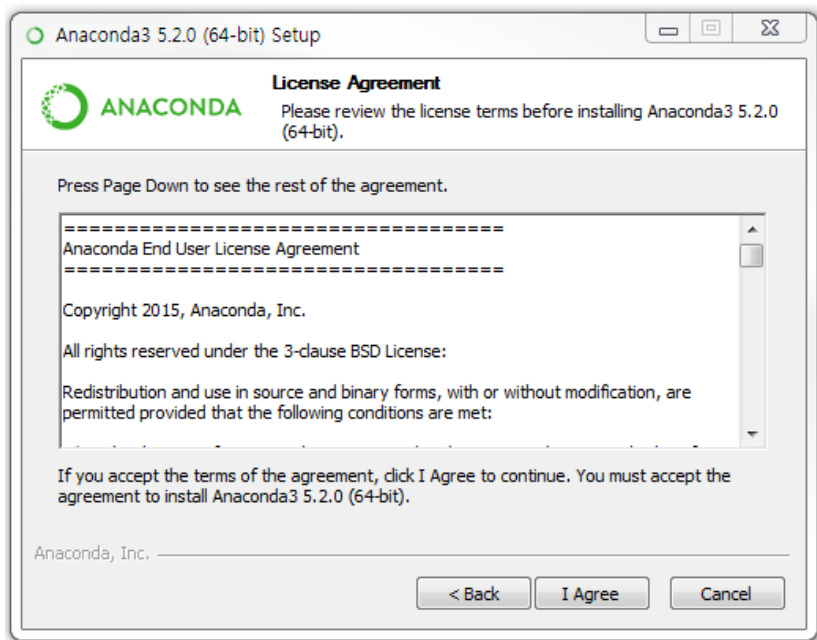 Anaconda3 5.2.0 (64-bit) Setup
ANACONDA
License Agreement
Please review the license terms before installing Anaconda3 5.2.0
(64-bit).
Press Page Down to see the rest of the agreement.
===================================
Anaconda End User License Agreement
===================================
Copyright 2015, Anaconda, Inc.
All rights reserved under the 3-clause BSD License:
Redistribution and use in source and binary forms, with or without modification, are
permitted provided that the following conditions are met:
If you accept the terms of the agreement, click I Agree to continue. You must accept the
agreement to install Anaconda3 5.2.0 (64-bit).
Anaconda, Inc.
< Back
I Agree
Cancel